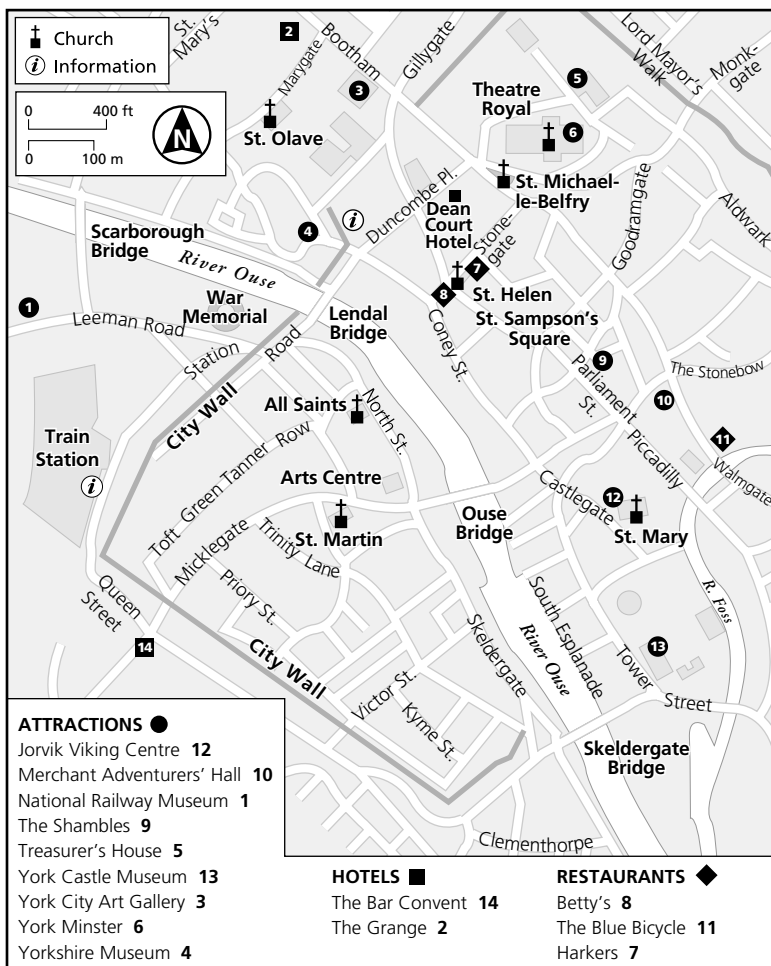 Church
i Information
0 400 ft
0 100 m
N
St. Mary's
2
Bootham
Marygate
Gillygate
3
St. Olave
Theatre
Royal
5
6
Lord Mayor's
Walk
Monk-
gate
St. Michael-
le-Belfry
Duncombe Pl.
Dean
Court
Hotel
Stone-
gate
Goodramgate
Aldwark
i
4
Scarborough
Bridge
River Ouse
7
8
St. Helen
St. Sampson's
Square
1
Leeman Road
War
Memorial
Lendal
Bridge
Coney St.
Station
Road
City Wall
Parliament
St.
9
The Stonebow
10
11
Train
Station
i
All Saints
North St.
Toft Green
Tanner Row
Arts Centre
Piccadilly
Walmgate
Castlegate
12
St. Mary
Micklegate
St. Martin
Trinity Lane
Ouse
Bridge
Priory St.
Queen
Street
14
City Wall
Skeldergate
South Esplanade
River Ouse
R. Foss
13
Tower
Street
Victor St.
Kyme St.
Skeldergate
Bridge
Clementhorpe
ATTRACTIONS
Jorvik Viking Centre 12
Merchant Adventurers' Hall 10
National Railway Museum 1
The Shambles 9
Treasurer's House 5
York Castle Museum 13
York City Art Gallery 3
York Minster 6
Yorkshire Museum 4
HOTELS
The Bar Convent 14
The Grange 2
RESTAURANTS
Betty's 8
The Blue Bicycle 11
Harkers 7